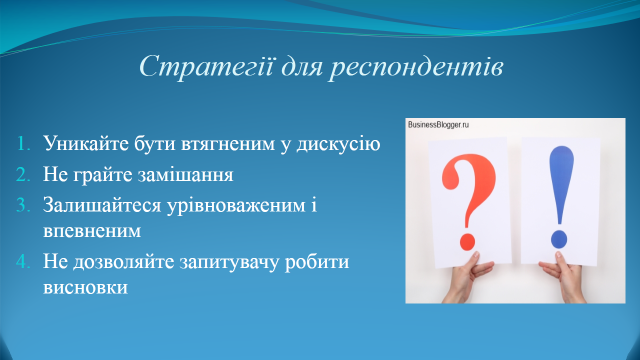 Стратегії для респондентів
BusinessBlogger.ru
1. Уникайте бути втягненим у дискусію
2. Не грайте замішання
3. Залишайтеся урівноваженим і
впевненим
4. Не дозволяйте запитувачу робити
висновки
? !